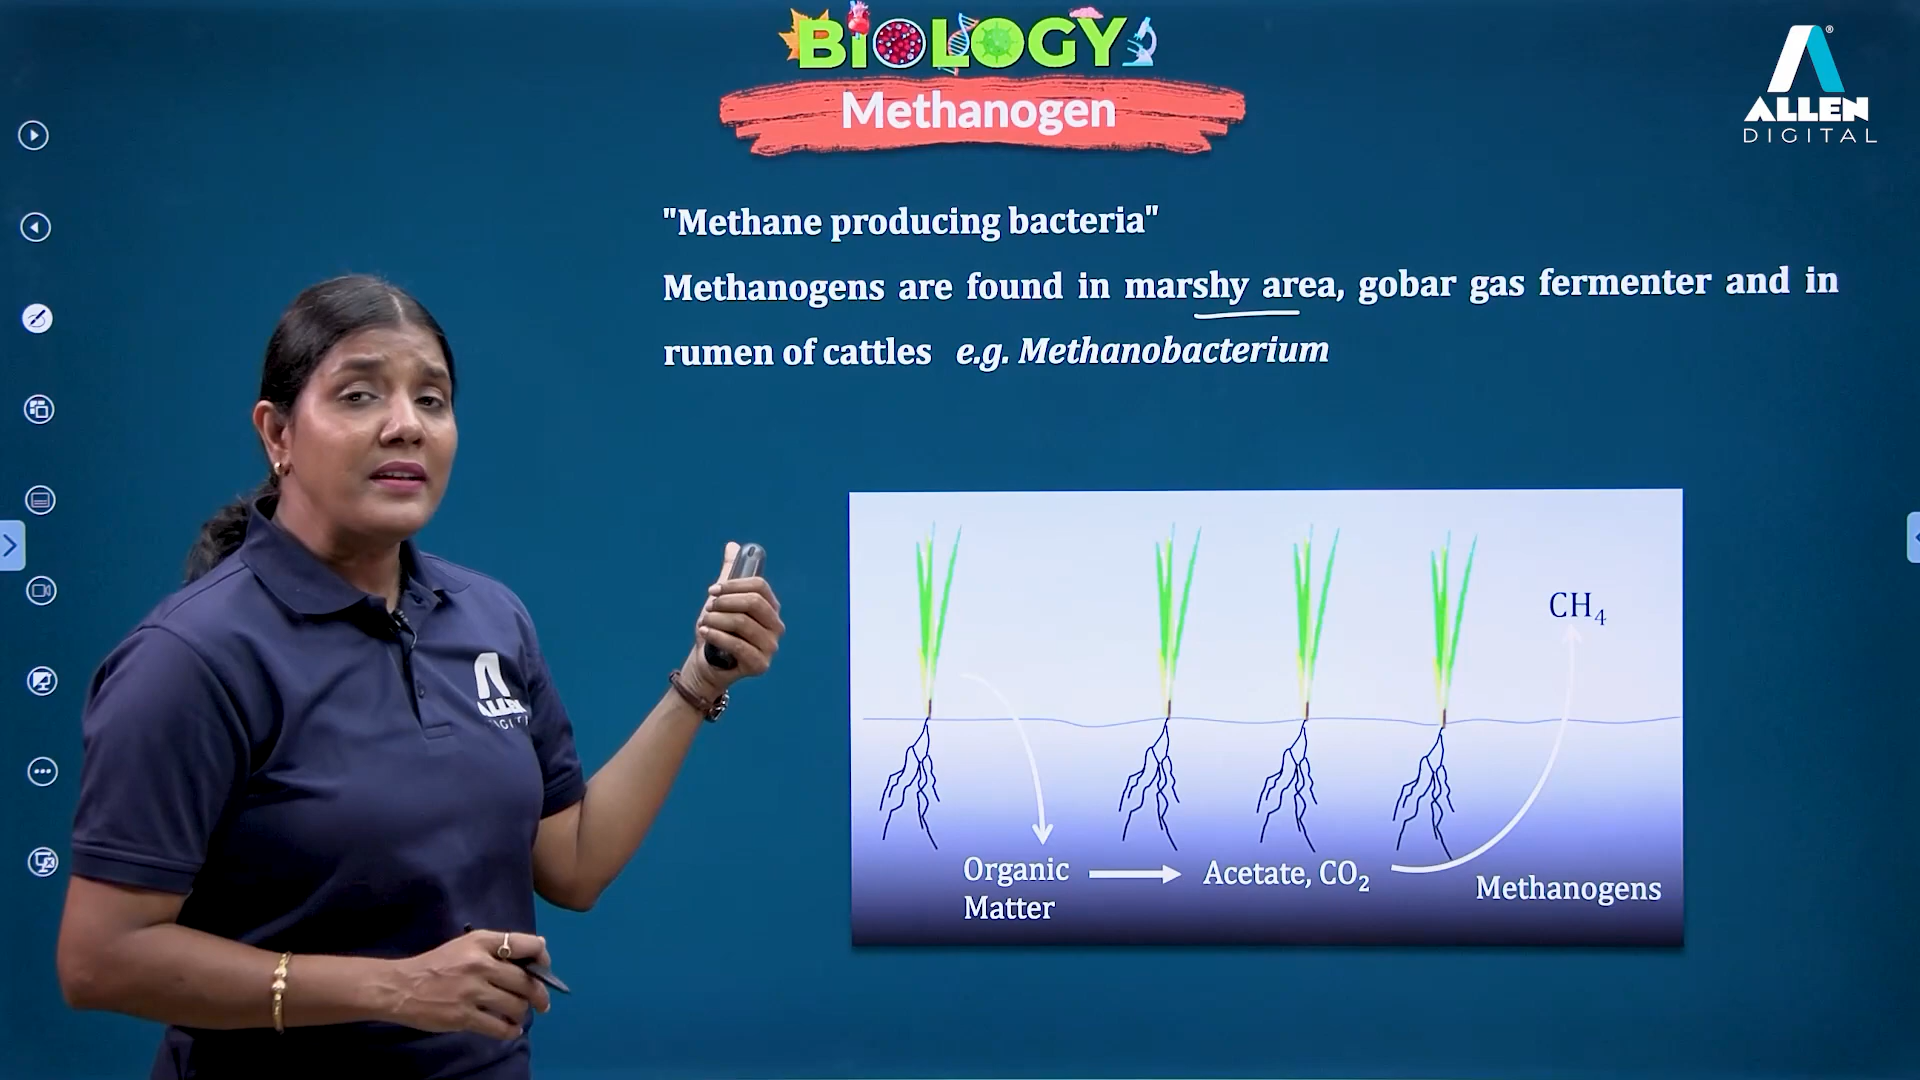 BIOLOGY
ALLEN
DIGITAL
Methanogen
"Methane producing bacteria"
Methanogens are found in marshy area, gobar gas fermenter and in
rumen of cattles e.g. Methanobacterium
CH4
Organic
Matter
Acetate, CO2
Methanogens
ALLEN